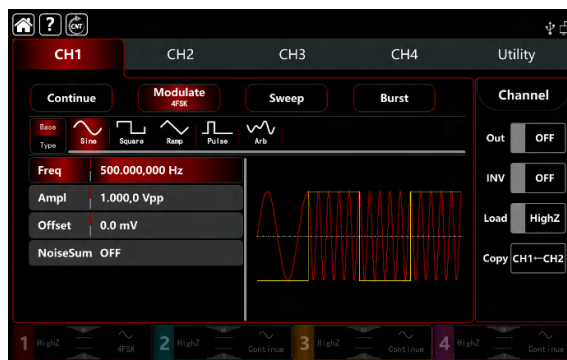 ? CNT
CH1 CH2 CH3 CH4 Utility
Continue Modulate Sweep Burst Channel
4FSK
Base
Type Sine Square Ramp Pulse Arb
Out OFF
Freq 500.000,000 Hz
Ampl 1.000,0 Vpp
Offset 0.0 mV
NoiseSum OFF
INV OFF
Load HighZ
Copy CH1←CH2
1 HighZ 4FSK 2 HighZ Continue 3 HighZ Continue 4 HighZ Continue